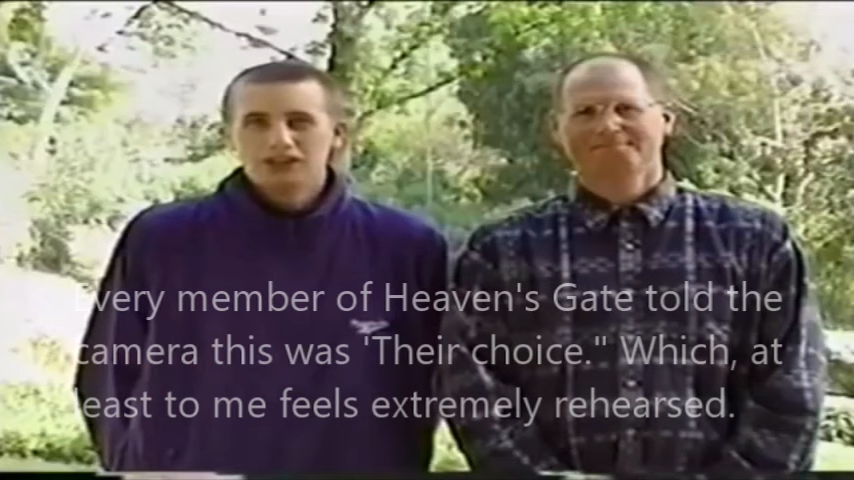 Every member of Heaven's Gate told the
camera this was 'Their choice." Which, at
least to me feels extremely rehearsed.